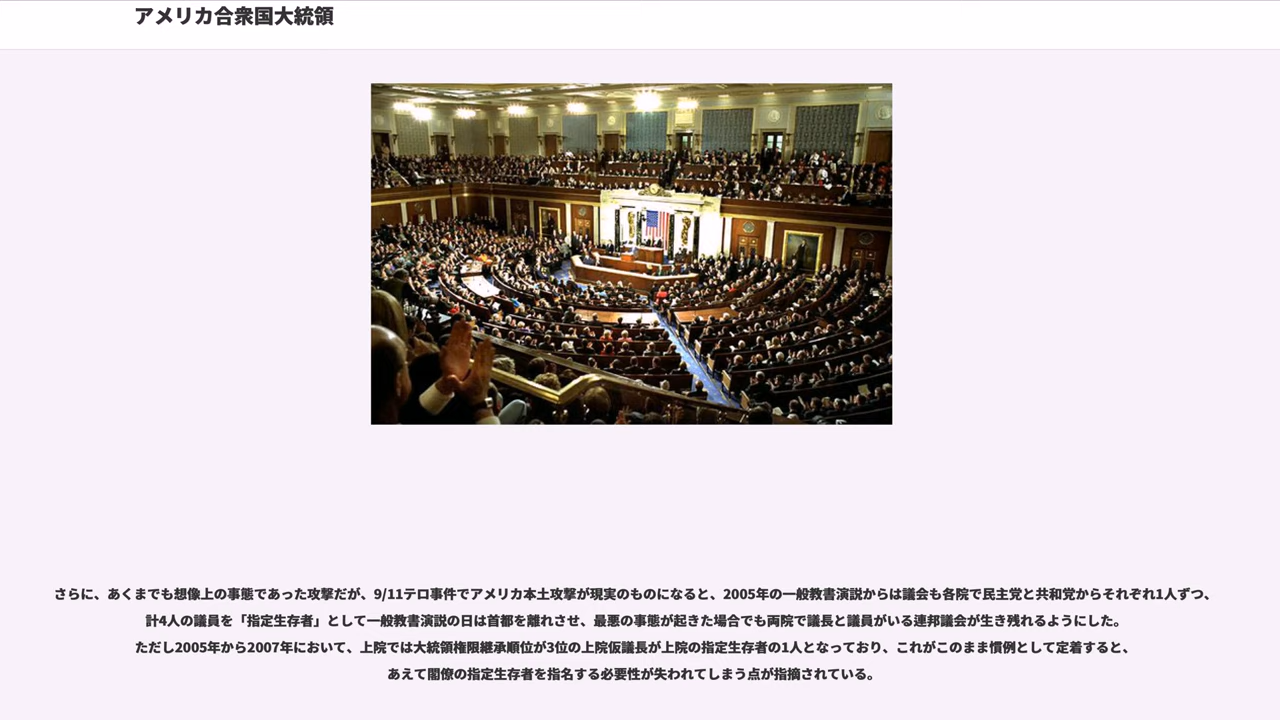 アメリカ合衆国大統領
さらに、あくまでも想像上の事態であった攻撃だが、9/11テロ事件でアメリカ本土攻撃が現実のものになると、2005年の一般教書演説からは議会も各院で民主党と共和党からそれぞれ1人ずつ、
計4人の議員を「指定生存者」として一般教書演説の日は首都を離れさせ、最悪の事態が起きた場合でも両院で議長と議員がいる連邦議会が生き残れるようにした。
ただし2005年から2007年において、上院では大統領権限継承順位が3位の上院仮議長が上院の指定生存者の1人となっており、これがこのまま慣例として定着すると、
あえて閣僚の指定生存者を指名する必要性が失われてしまう点が指摘されている。